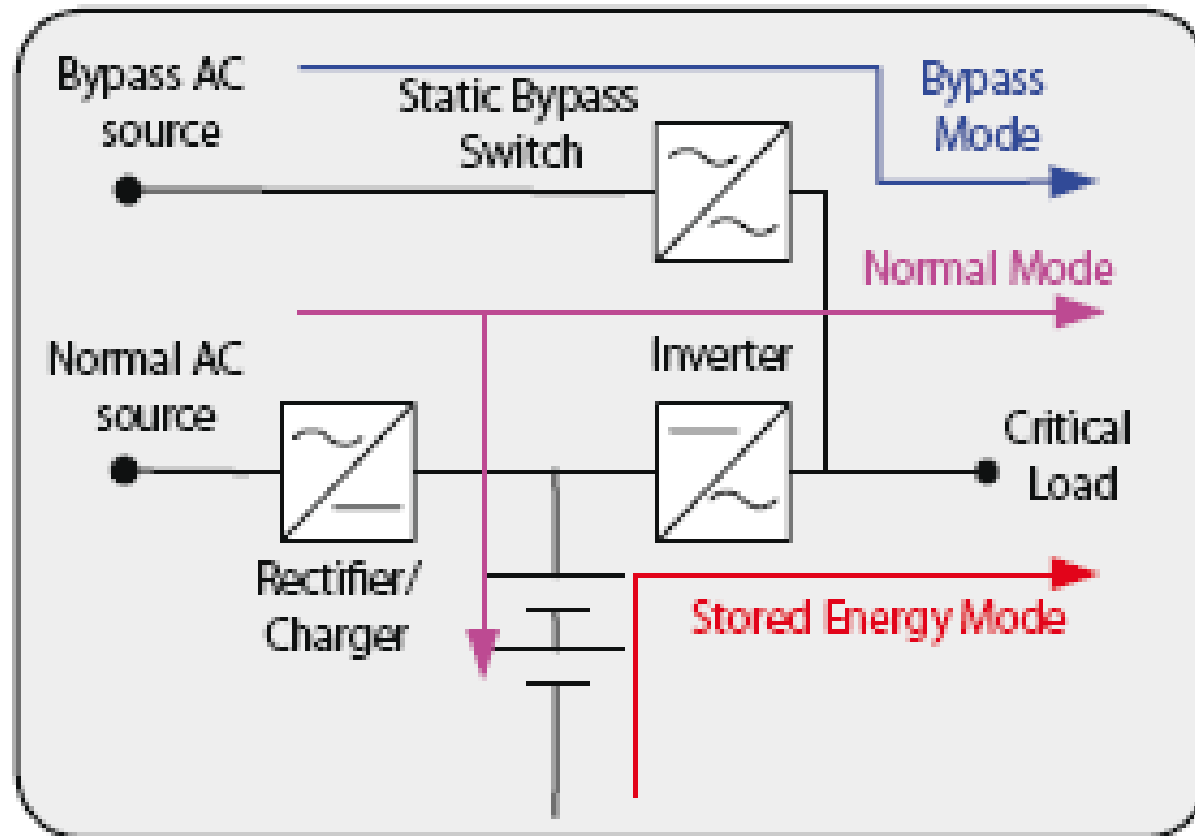 Bypass AC
source
Static Bypass
Switch
Bypass
Mode
Normal Mode
Normal AC
source
Inverter
Critical
Load
Rectifier/
Charger
Stored Energy Mode